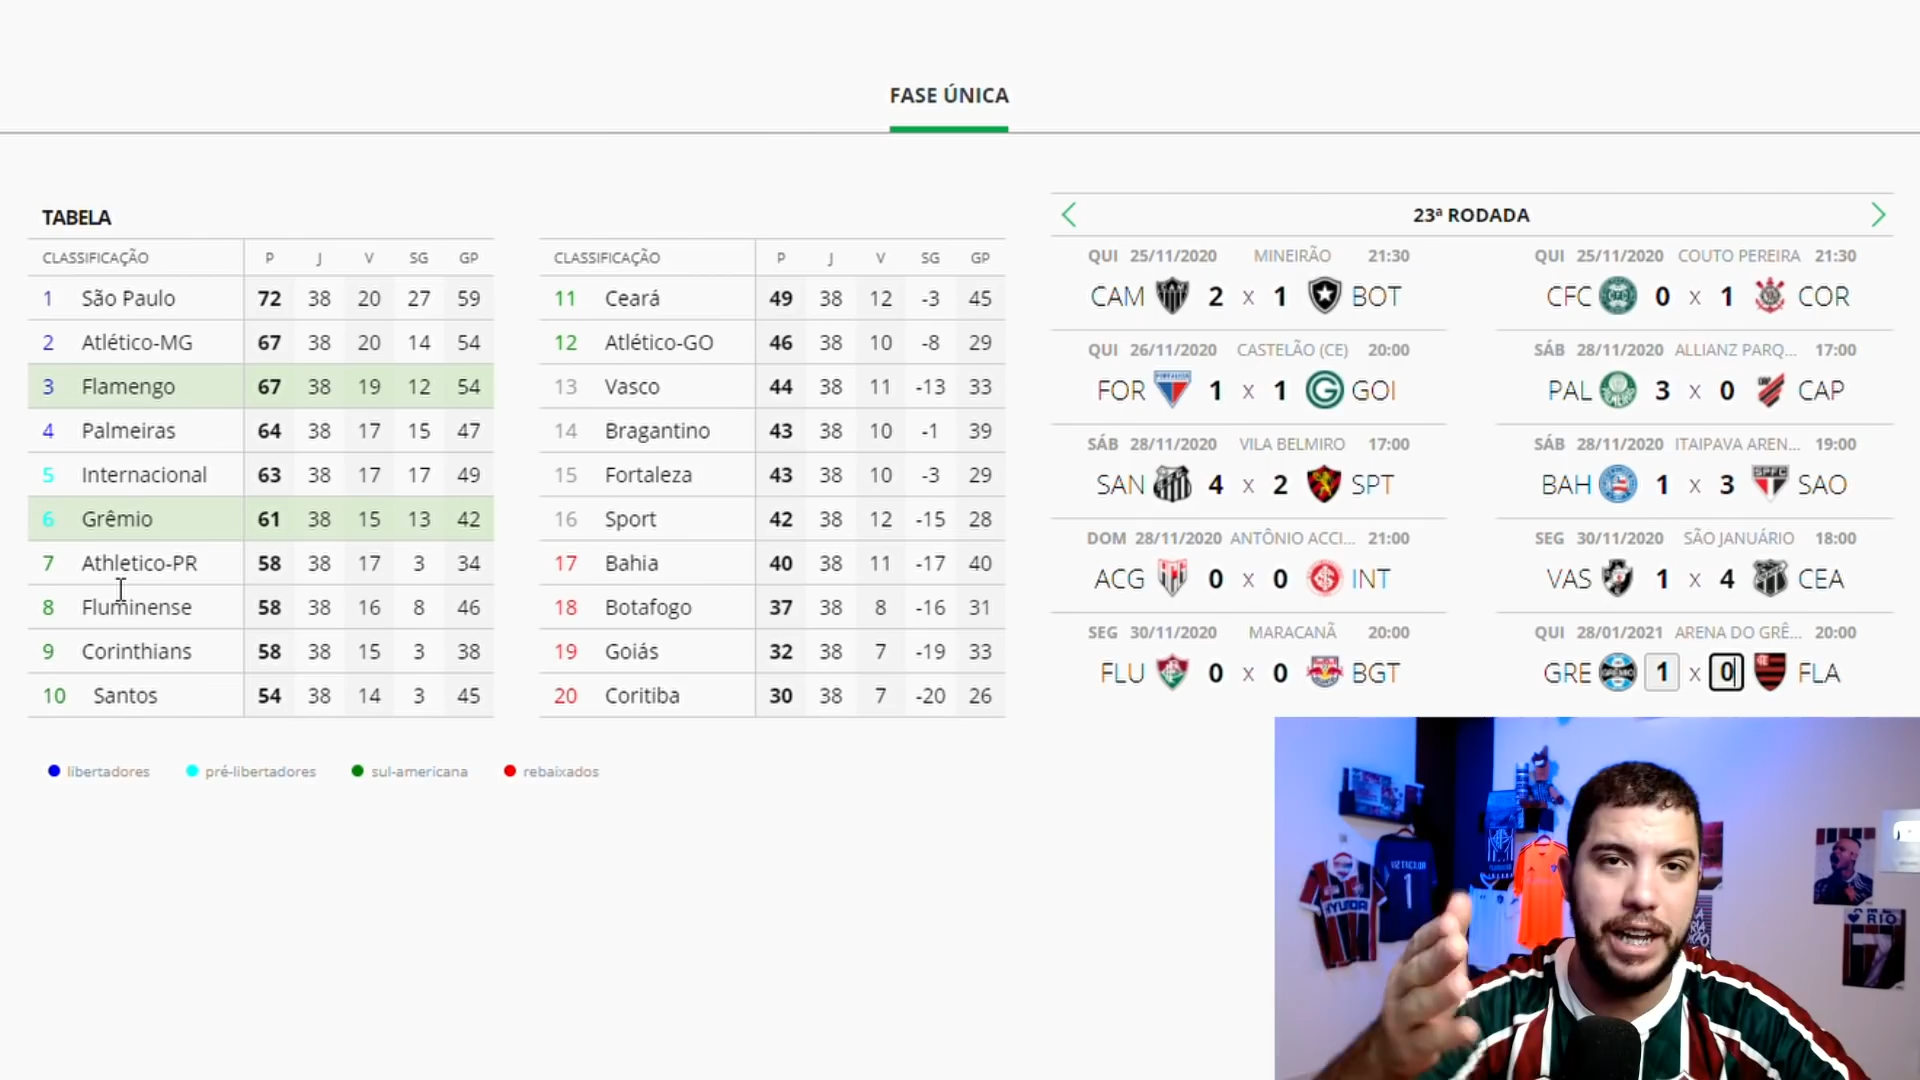 FASE ÚNICA
TABELA
CLASSIFICAÇÃO P J V SG GP
1 São Paulo 72 38 20 27 59
2 Atlético-MG 67 38 20 14 54
3 Flamengo 67 38 19 12 54
4 Palmeiras 64 38 17 15 47
5 Internacional 63 38 17 17 49
6 Grêmio 61 38 15 13 42
7 Athletico-PR 58 38 17 3 34
8 Fluminense 58 38 16 8 46
9 Corinthians 58 38 15 3 38
10 Santos 54 38 14 3 45
libertadores pré-libertadores sul-americana rebaixados
CLASSIFICAÇÃO P J V SG GP
11 Ceará 49 38 12 -3 45
12 Atlético-GO 46 38 10 -8 29
13 Vasco 44 38 11 -13 33
14 Bragantino 43 38 10 -1 39
15 Fortaleza 43 38 10 -3 29
16 Sport 42 38 12 -15 28
17 Bahia 40 38 11 -17 40
18 Botafogo 37 38 8 -16 31
19 Goiás 32 38 7 -19 33
20 Coritiba 30 38 7 -20 26
23ª RODADA
QUI 25/11/2020 MINEIRÃO 21:30
CAM 2 x 1 BOT
QUI 25/11/2020 COUTO PEREIRA 21:30
CFC 0 x 1 COR
QUI 26/11/2020 CASTELÃO (CE) 20:00
FOR 1 x 1 GOI
SÁB 28/11/2020 ALLIANZ PARQ... 17:00
PAL 3 x 0 CAP
SÁB 28/11/2020 VILA BELMIRO 17:00
SAN 4 x 2 SPT
SÁB 28/11/2020 ITAIPAVA AREN... 19:00
BAH 1 x 3 SAO
DOM 28/11/2020 ANTÔNIO ACCI... 21:00
ACG 0 x 0 INT
SEG 30/11/2020 SÃO JANUÁRIO 18:00
VAS 1 x 4 CEA
SEG 30/11/2020 MARACANÃ 20:00
FLU 0 x 0 BGT
QUI 28/01/2021 ARENA DO GRÊ... 20:00
GRE 1 x 0 FLA
HYUNDAI
1
RIO